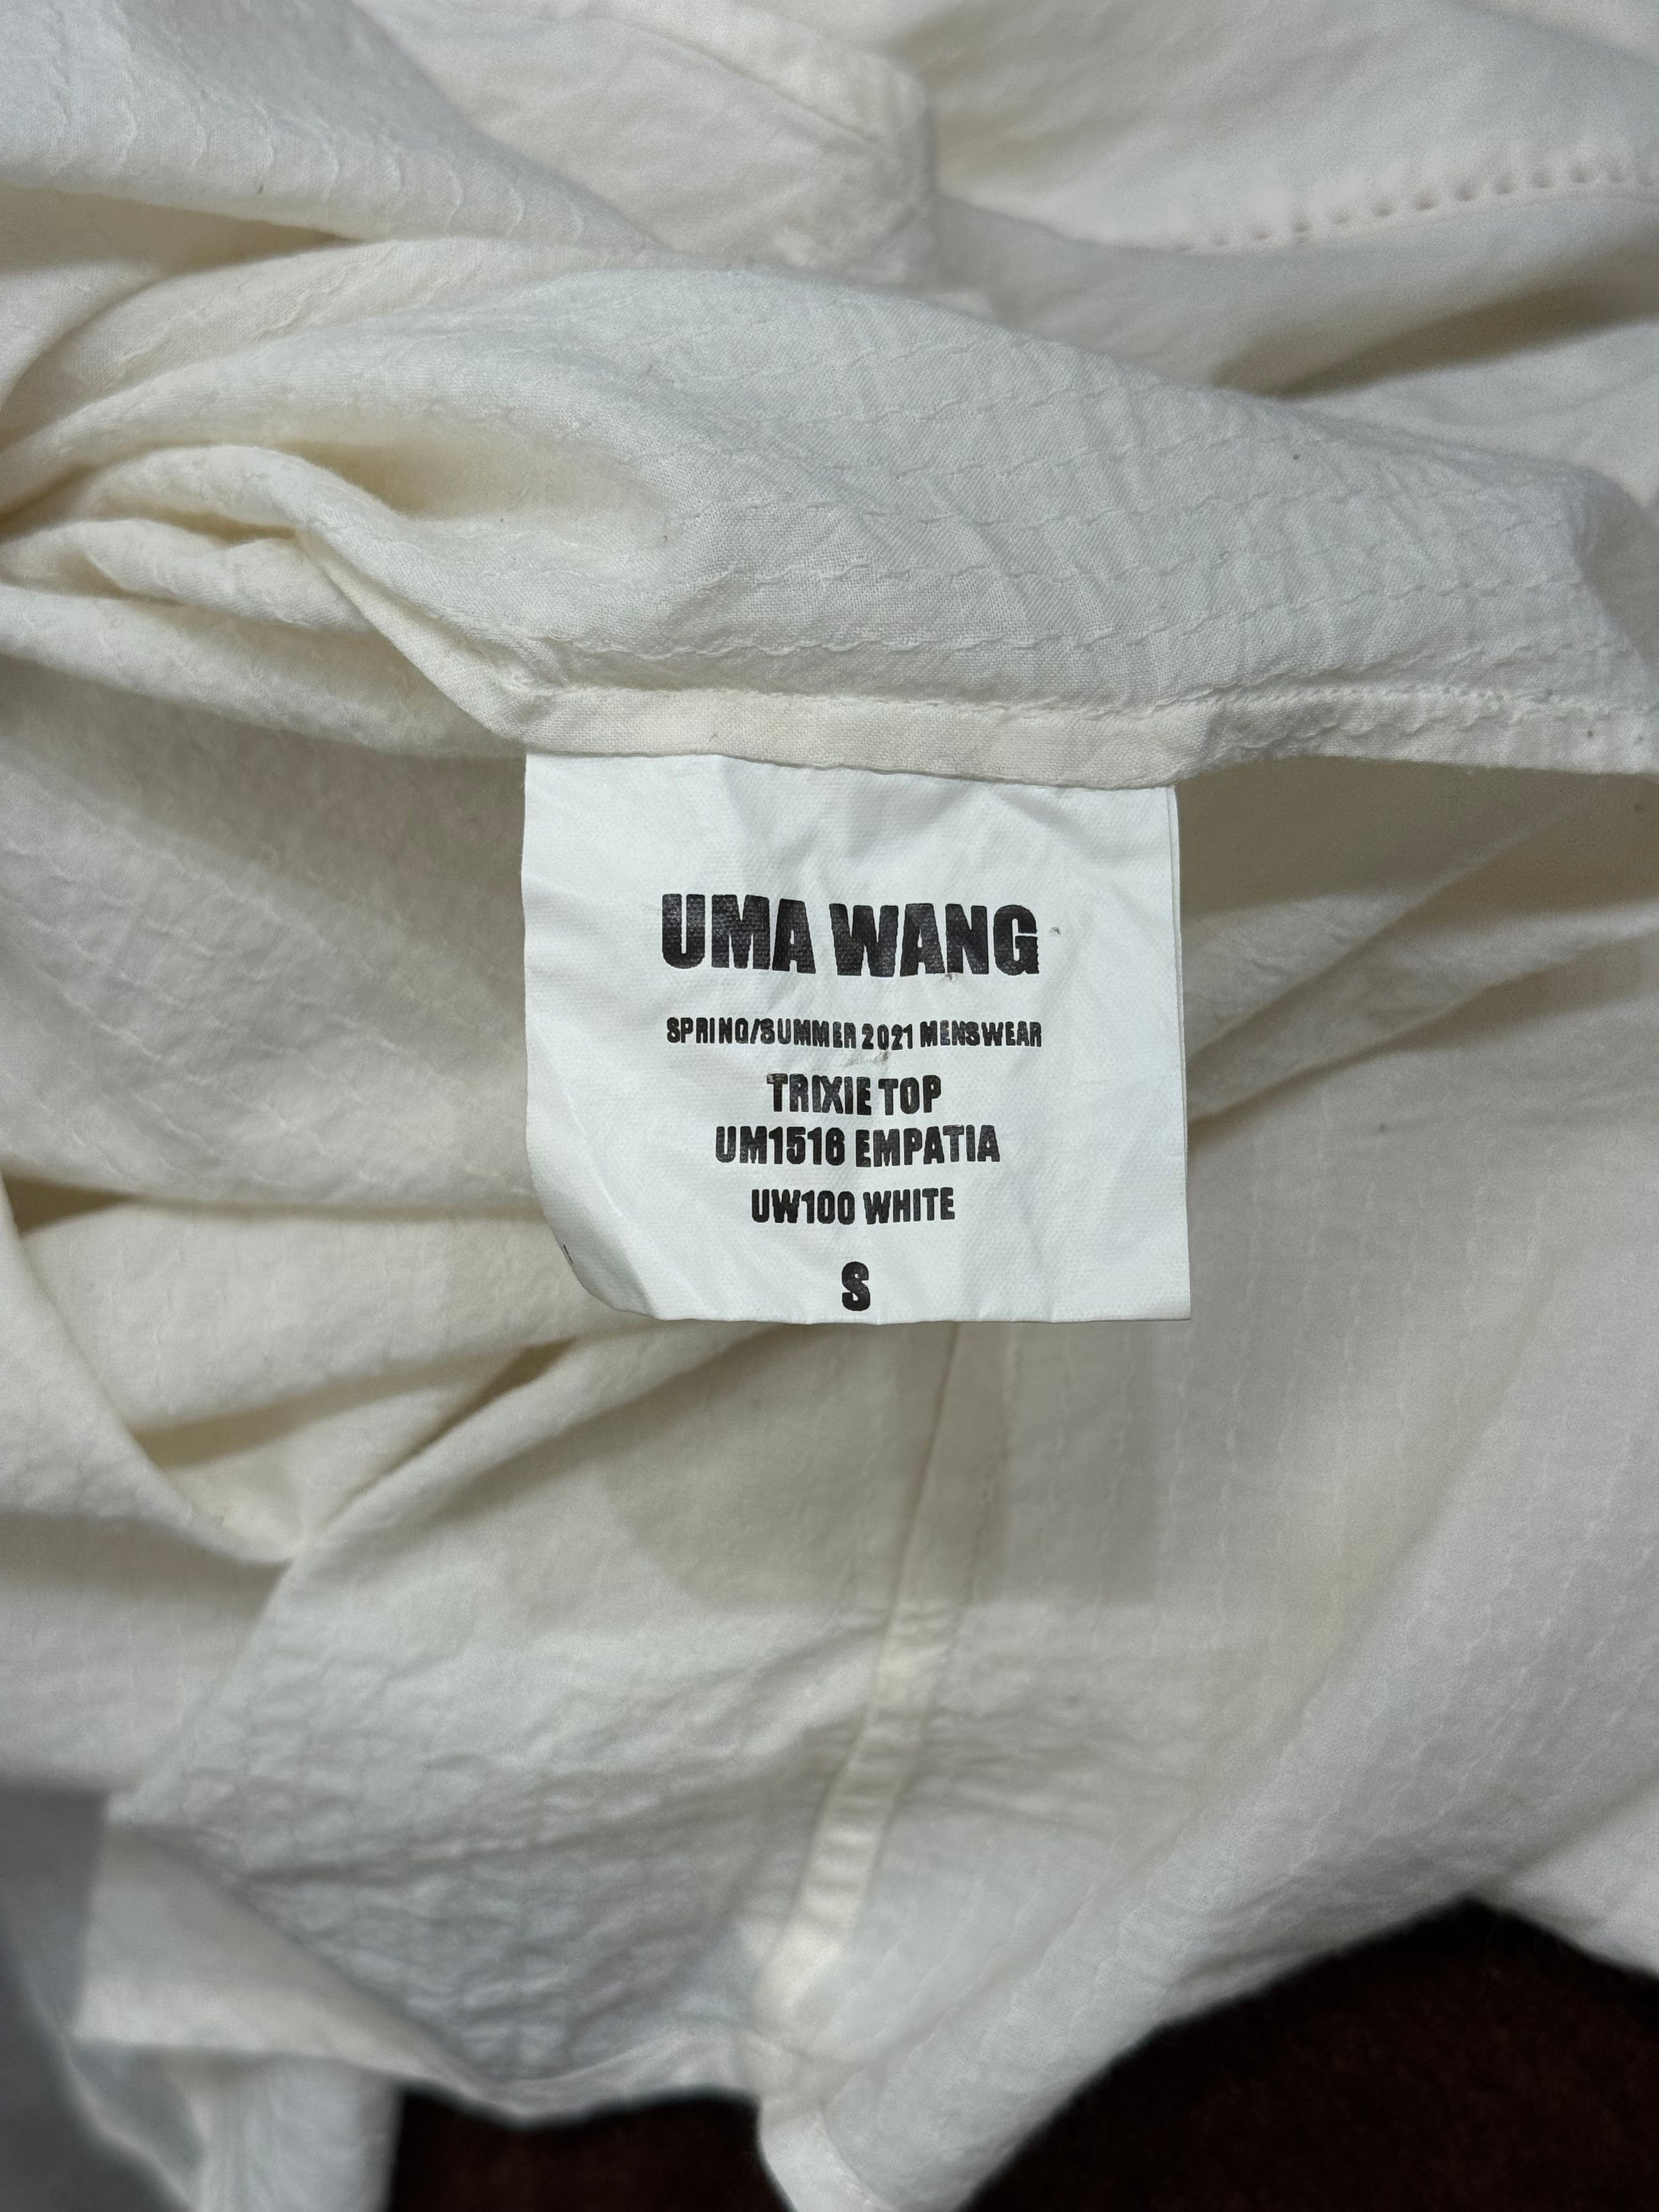 UMA WANG
SPRING/SUMMER 2021 MENSWEAR
TRIXIE TOP
UM1516 EMPATIA
UW100 WHITE
S